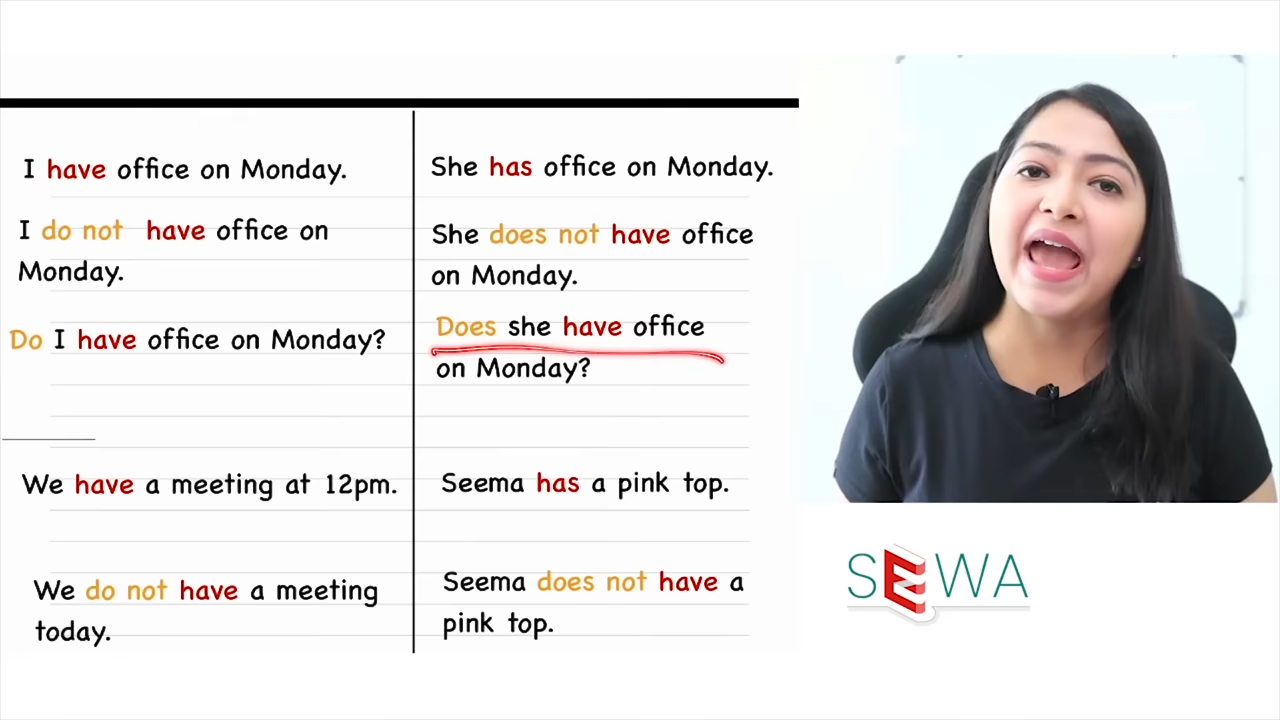 I have office on Monday.
I do not have office on
Monday.
Do I have office on Monday?
We have a meeting at 12pm.
We do not have a meeting
today.
She has office on Monday.
She does not have office
on Monday.
Does she have office
on Monday?
Seema has a pink top.
Seema does not have a
pink top.
SEWA